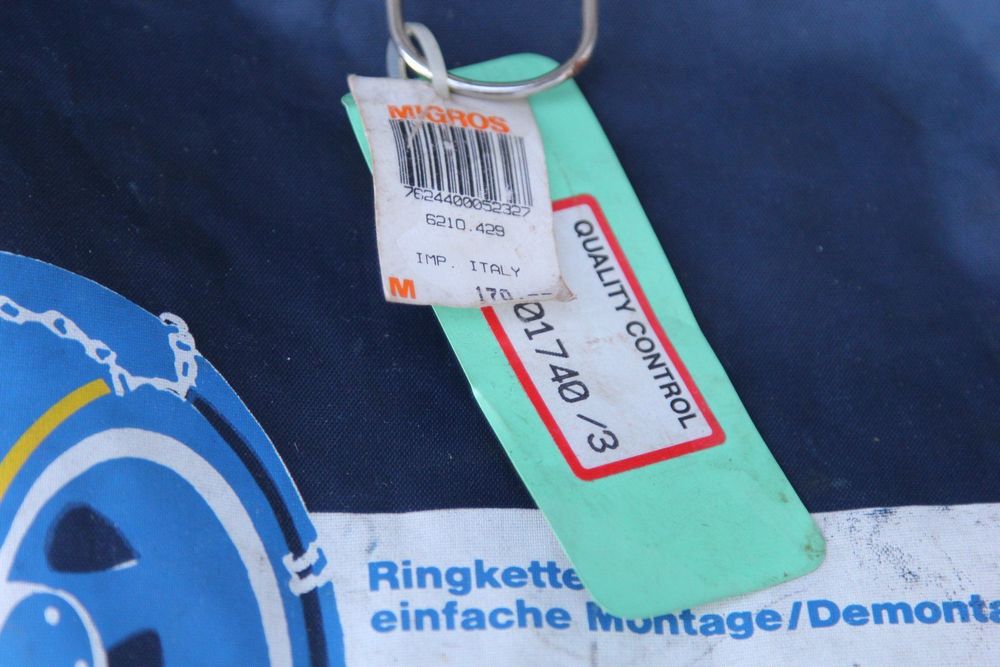 MIGROS
7624400052327
6210.429
IMP. ITALY
M 170.--
QUALITY CONTROL
01740/3
Ringkette
einfache Montage/Demonta